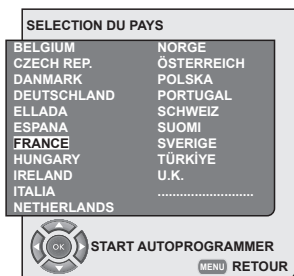 SELECTION DU PAYS
BELGIUM
CZECH REP.
DANMARK
DEUTSCHLAND
ELLADA
ESPANA
FRANCE
HUNGARY
IRELAND
ITALIA
NETHERLANDS
NORGE
ÖSTERREICH
POLSKA
PORTUGAL
SCHWEIZ
SUOMI
SVERIGE
TÜRKİYE
U.K.
..........................
OK START AUTOPROGRAMMER
MENU RETOUR